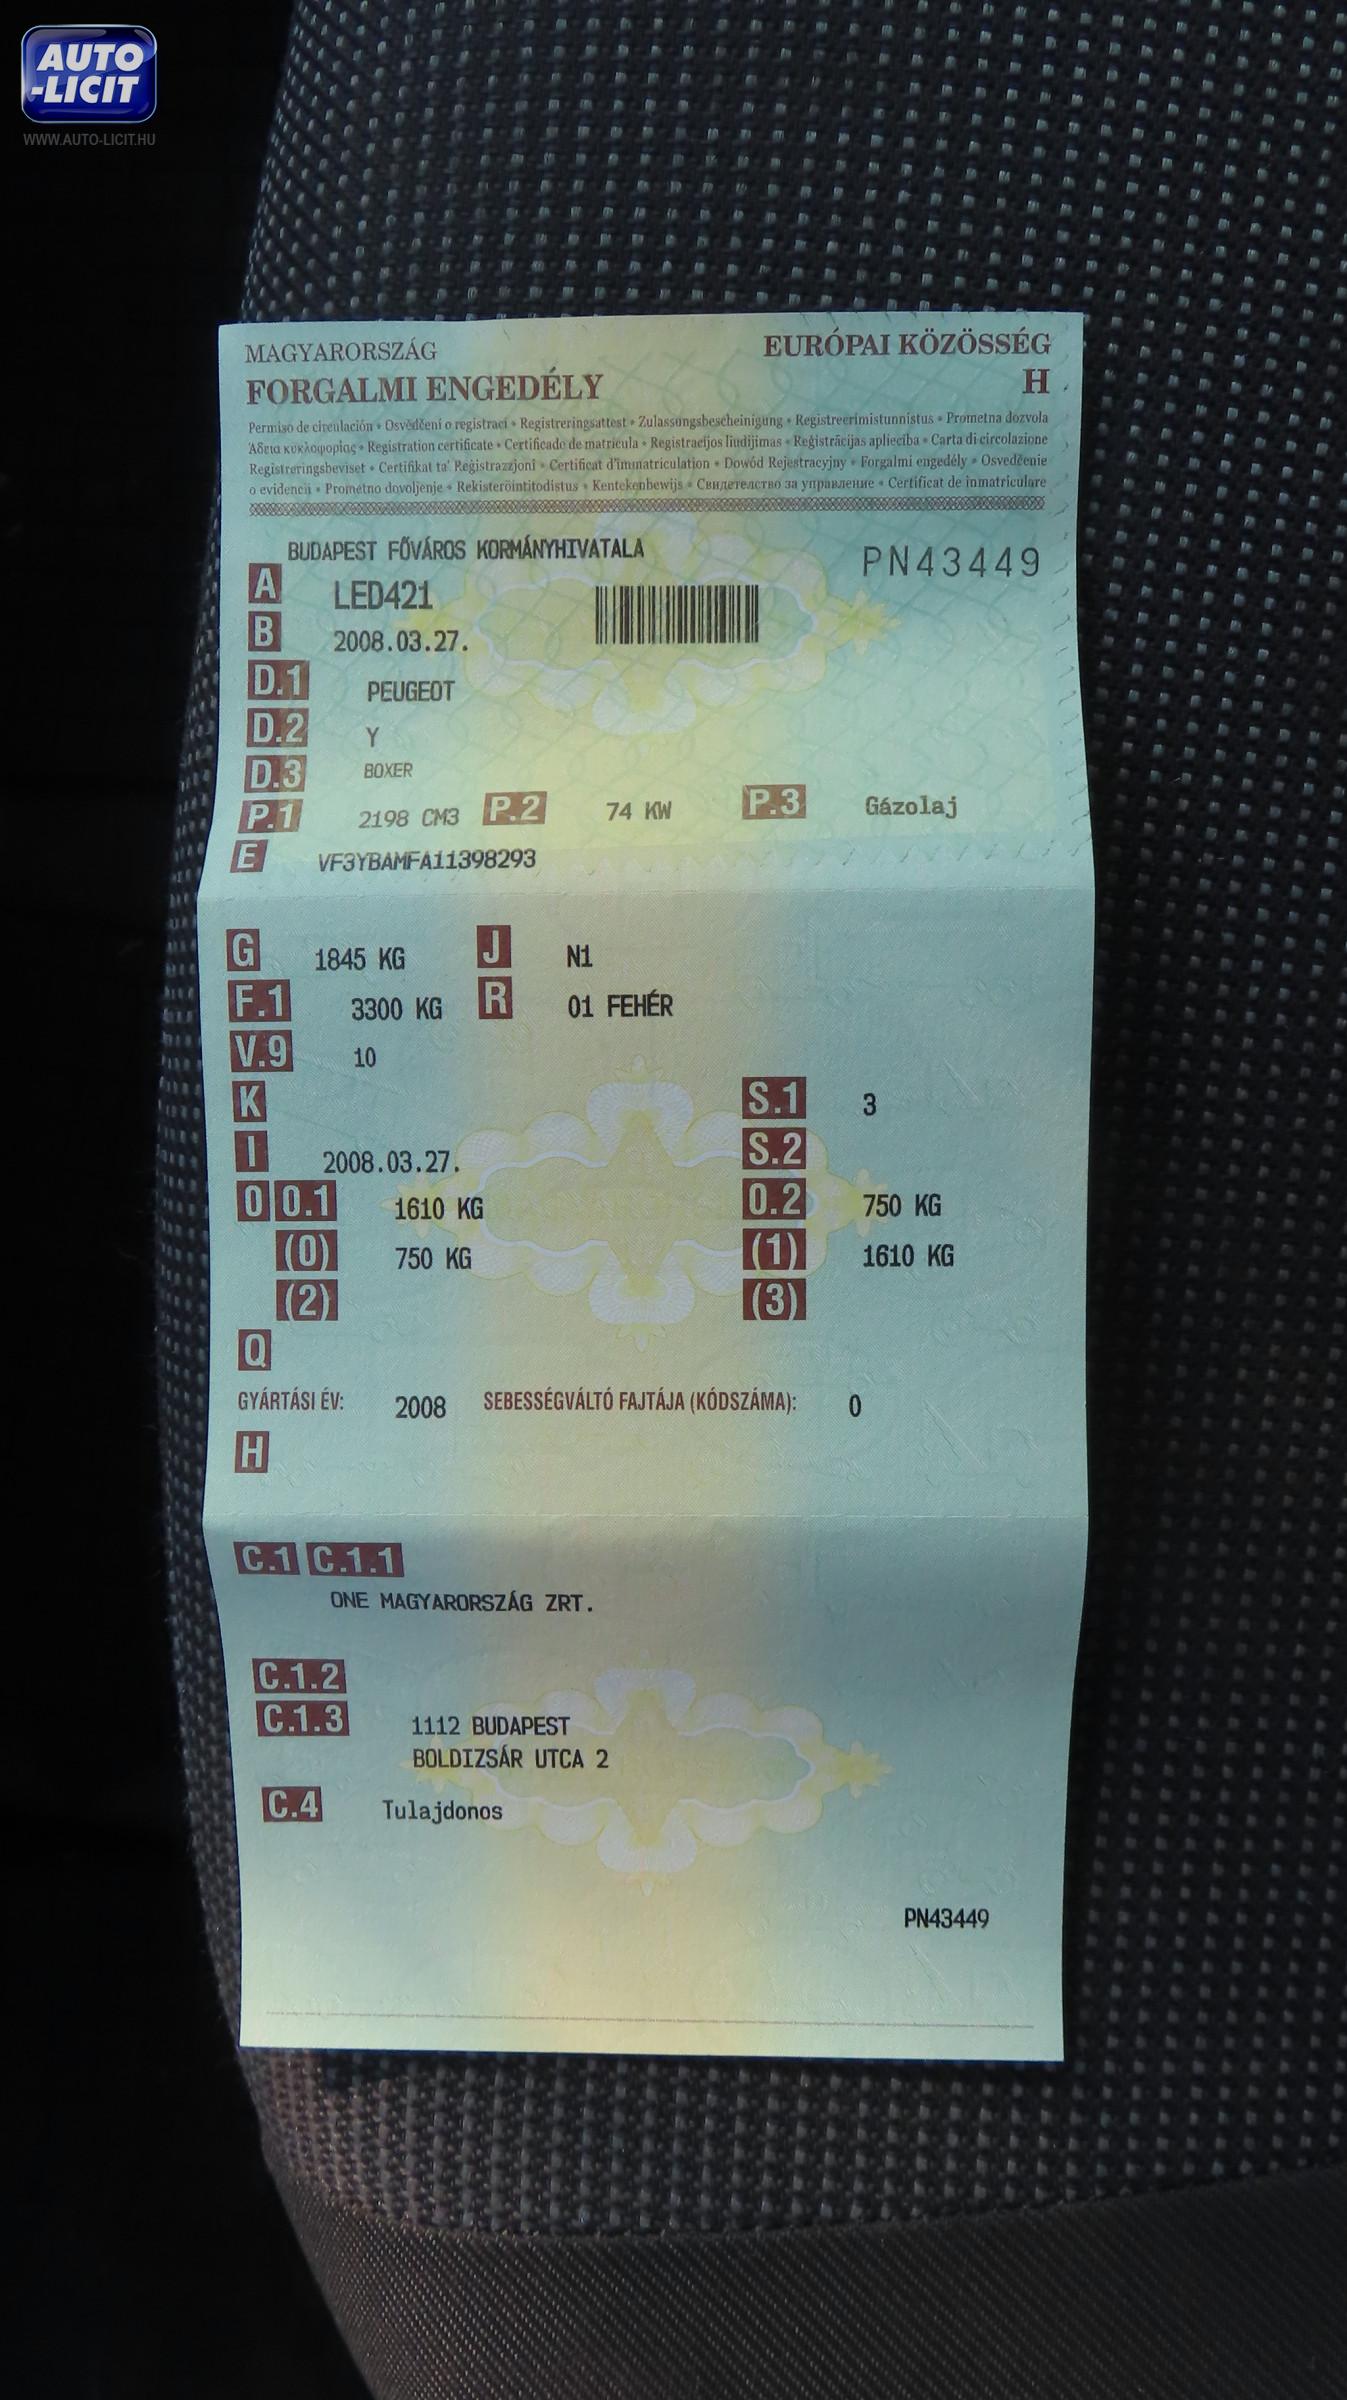 AUTO
-LICIT
WWW.AUTO-LICIT.HU
MAGYARORSZÁG EURÓPAI KÖZÖSSÉG
FORGALMI ENGEDÉLY H
Permiso de circulación • Osvědčení o registraci • Registreringsattest • Zulassungsbescheinigung • Registreerimistunnistus • Prometna dozvola
Άδεια κυκλοφορίας • Registration certificate • Certificado de matrícula • Registracijos liudijimas • Reģistrācijas apliecība • Carta di circolazione
Registreringsbeviset • Certifikat ta' Reġistrazzjoni • Certificat d'immatriculation • Dowód Rejestracyjny • Forgalmi engedély • Osvedčenie
o evidencii • Prometno dovoljenje • Rekisteröintitodistus • Kentekenbewijs • Свидетелство за управление • Certificat de inmatriculare
BUDAPEST FŐVÁROS KORMÁNYHIVATALA PN43449
A LED421
B 2008.03.27.
D.1 PEUGEOT
D.2 Y
D.3 BOXER
P.1 2198 CM3 P.2 74 KW P.3 Gázolaj
E VF3YBAMFA11398293
G 1845 KG J N1
F.1 3300 KG R 01 FEHÉR
V.9 10
K S.1 3
I 2008.03.27. S.2
O O.1 1610 KG O.2 750 KG
(0) 750 KG (1) 1610 KG
(2) (3)
Q
GYÁRTÁSI ÉV: 2008 SEBESSÉGVÁLTÓ FAJTÁJA (KÓDSZÁMA): 0
H
C.1 C.1.1
ONE MAGYARORSZÁG ZRT.
C.1.2
C.1.3 1112 BUDAPEST
BOLDIZSÁR UTCA 2
C.4 Tulajdonos
PN43449